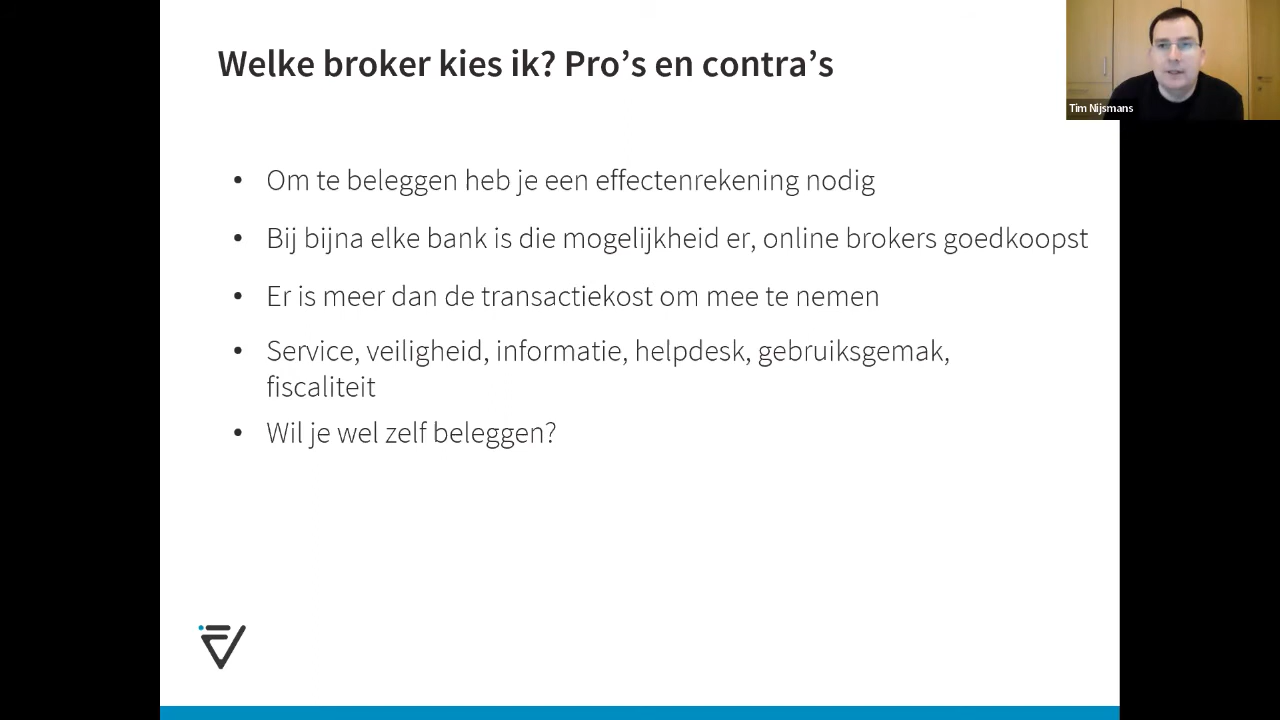 Welke broker kies ik? Pro’s en contra’s
Tim Nijsmans
• Om te beleggen heb je een effectenrekening nodig
• Bij bijna elke bank is die mogelijkheid er, online brokers goedkoopst
• Er is meer dan de transactiekost om mee te nemen
• Service, veiligheid, informatie, helpdesk, gebruiksgemak,
fiscaliteit
• Wil je wel zelf beleggen?